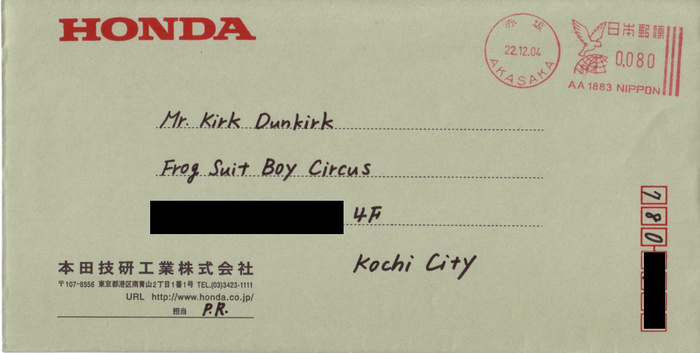 HONDA
赤坂
22.12.04
AKASAKA
日本郵便
0,080
AA 1883 NIPPON
Mr. Kirk Dunkirk
Frog Suit Boy Circus
4F
Kochi City
780
本田技研工業株式会社
〒107-8556 東京都港区南青山2丁目1番1号 TEL.(03)3423-1111
URL http://www.honda.co.jp/
担当 P.R.